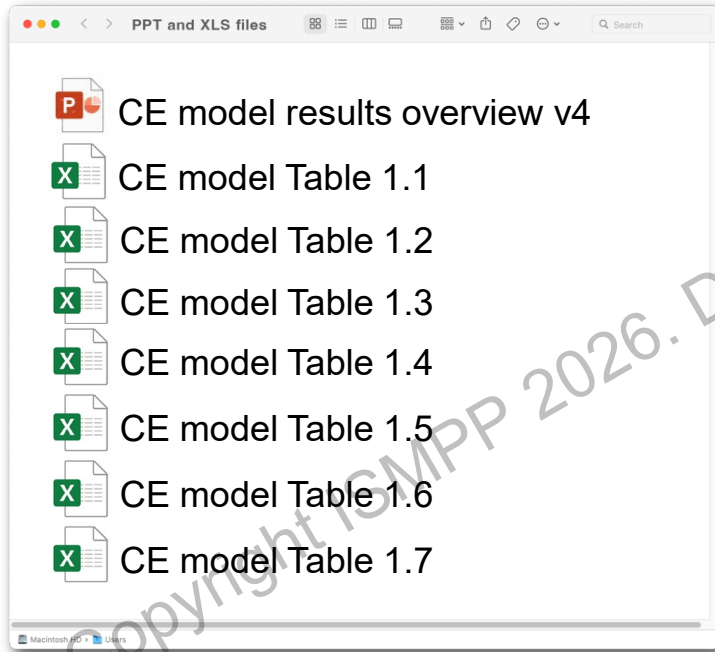 PPT and XLS files
Search
P
CE model results overview v4
X
CE model Table 1.1
X
CE model Table 1.2
X
CE model Table 1.3
X
CE model Table 1.4
X
CE model Table 1.5
X
CE model Table 1.6
X
CE model Table 1.7
Copyright ISMPP 2026. D
Macintosh HD › Users